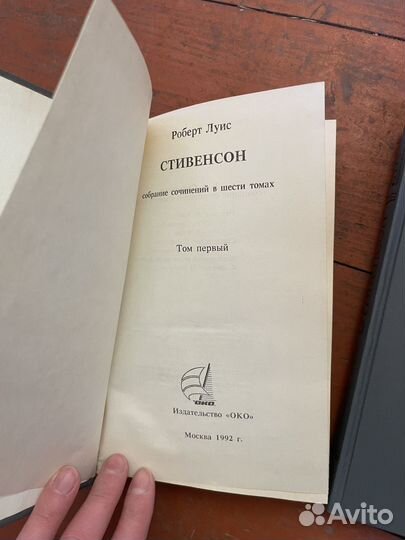 Роберт Луис
СТИВЕНСОН
собрание сочинений в шести томах
Том первый
ОКО
Издательство «ОКО»
Москва 1992 г.
Avito